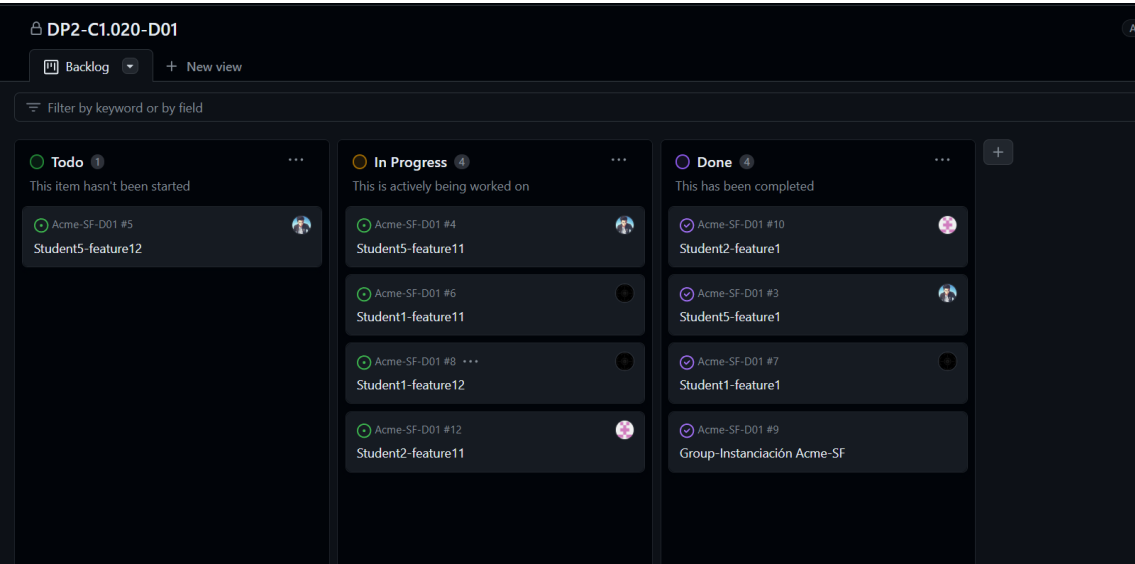 DP2-C1.020-D01
Backlog
+ New view
Filter by keyword or by field
Todo 1
This item hasn't been started
Acme-SF-D01 #5
Student5-feature12
In Progress 4
This is actively being worked on
Acme-SF-D01 #4
Student5-feature11
Acme-SF-D01 #6
Student1-feature11
Acme-SF-D01 #8
Student1-feature12
Acme-SF-D01 #12
Student2-feature11
Done 4
This has been completed
Acme-SF-D01 #10
Student2-feature1
Acme-SF-D01 #3
Student5-feature1
Acme-SF-D01 #7
Student1-feature1
Acme-SF-D01 #9
Group-Instanciación Acme-SF